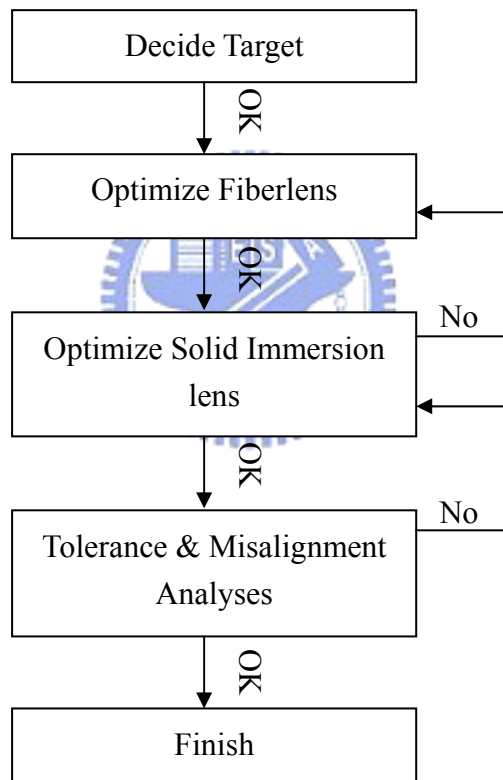 Decide Target
OK
Optimize Fiberlens
OK
Optimize Solid Immersion
lens
No
OK
Tolerance & Misalignment
Analyses
No
OK
Finish